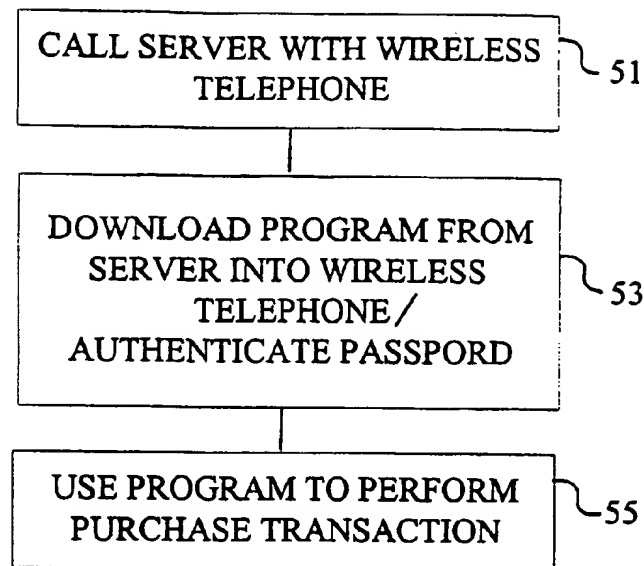 CALL SERVER WITH WIRELESS
TELEPHONE
51
DOWNLOAD PROGRAM FROM
SERVER INTO WIRELESS
TELEPHONE/
AUTHENTICATE PASSPORD
53
USE PROGRAM TO PERFORM
PURCHASE TRANSACTION
55